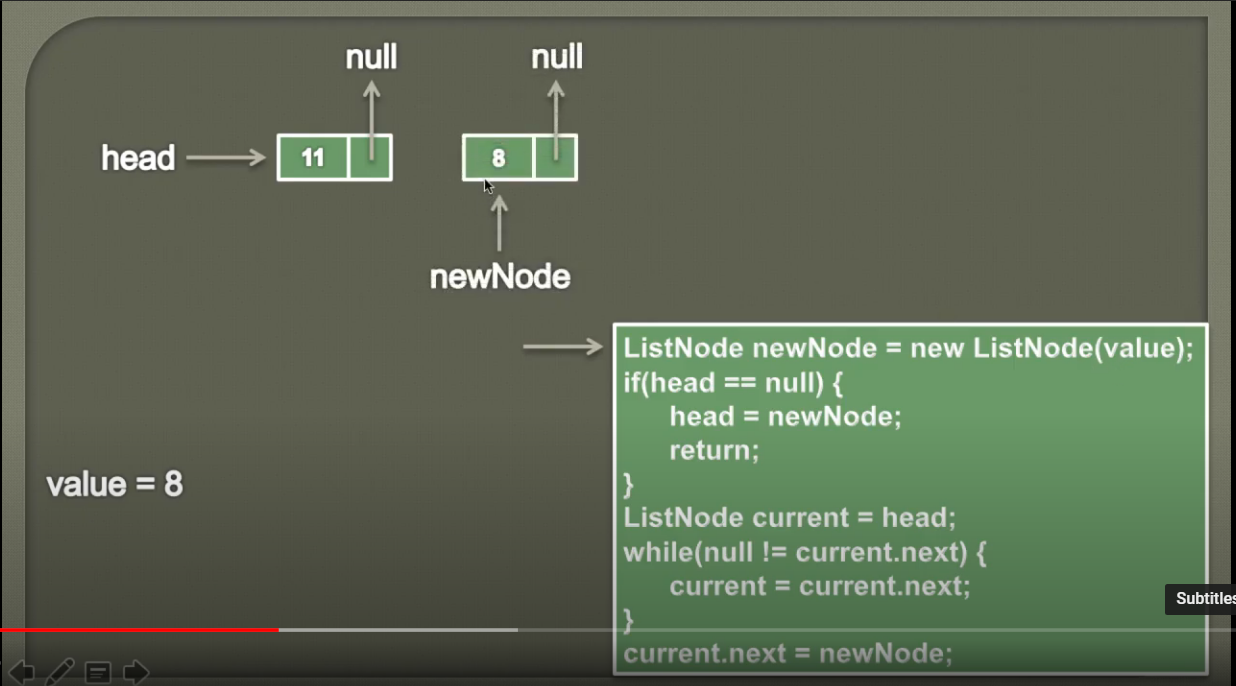 null null
head 11 8
newNode
ListNode newNode = new ListNode(value);
if(head == null) {
head = newNode;
return;
}
value = 8
ListNode current = head;
while(null != current.next) {
current = current.next;
}
current.next = newNode;
Subtitles